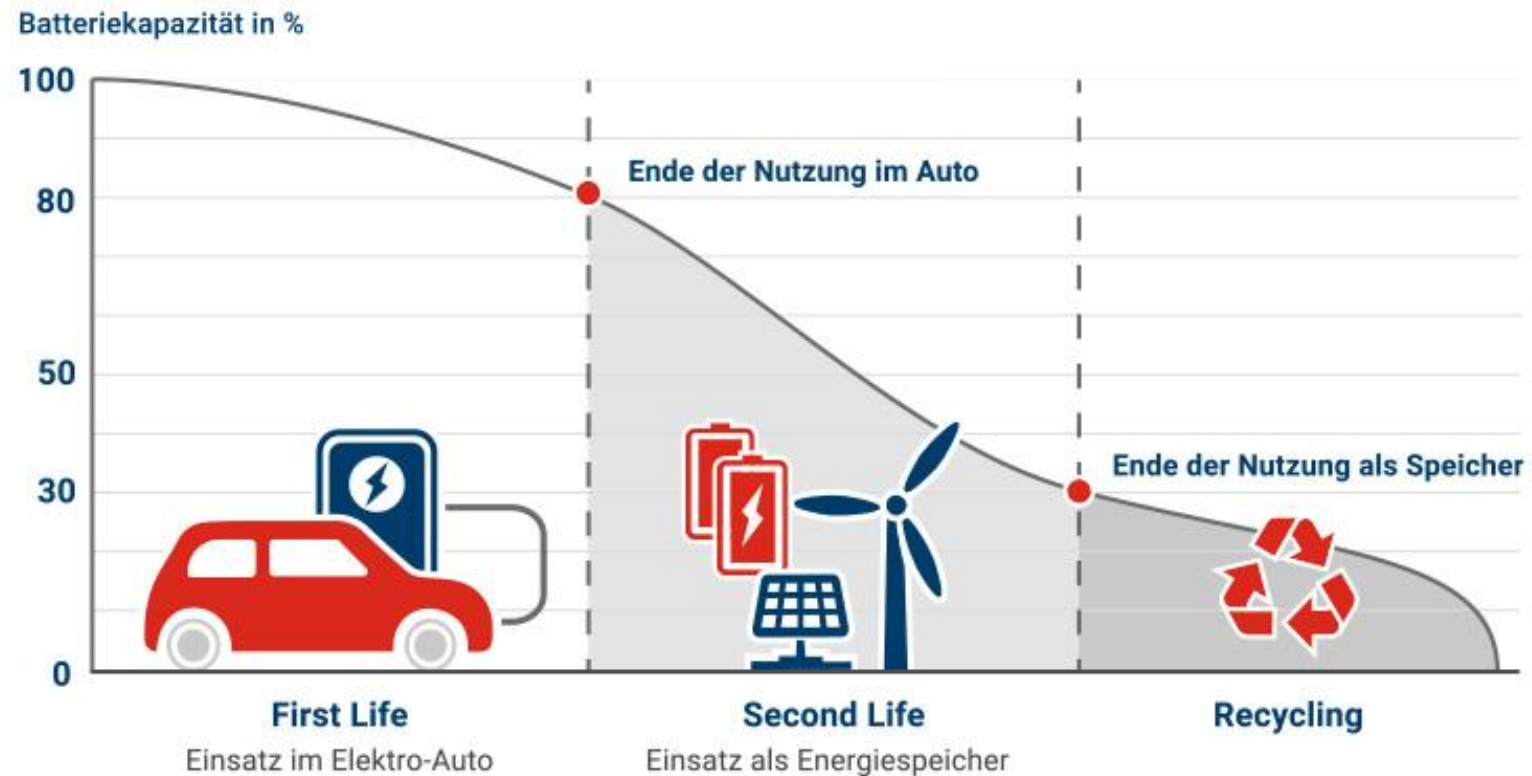 Batteriekapazität in %
100
80
50
30
0
Ende der Nutzung im Auto
Ende der Nutzung als Speicher
First Life
Einsatz im Elektro-Auto
Second Life
Einsatz als Energiespeicher
Recycling